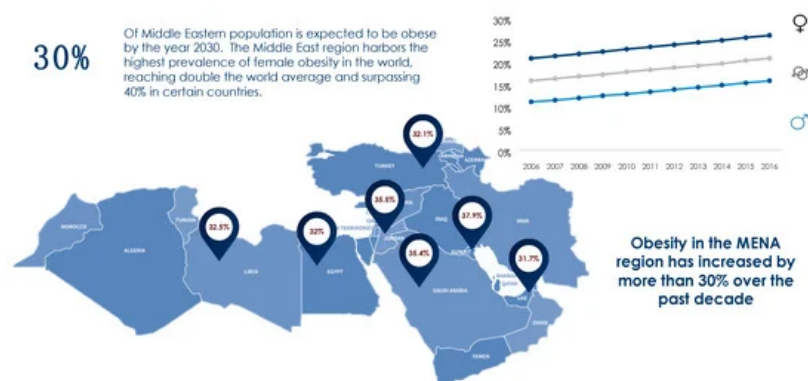 30%
Of Middle Eastern population is expected to be obese
by the year 2030. The Middle East region harbors the
highest prevalence of female obesity in the world,
reaching double the world average and surpassing
40% in certain countries.
30%
25%
20%
15%
10%
5%
0%
2006 2007 2008 2009 2010 2011 2012 2013 2014 2015 2016
32.1%
TURKEY
35.5%
32.5%
32%
37.9%
35.4%
31.7%
MOROCCO
ALGERIA
TUNISIA
LIBYA
EGYPT
JORDAN
IRAQ
IRAN
KUWAIT
SAUDI ARABIA
QATAR
UAE
OMAN
YEMEN
Obesity in the MENA
region has increased by
more than 30% over the
past decade